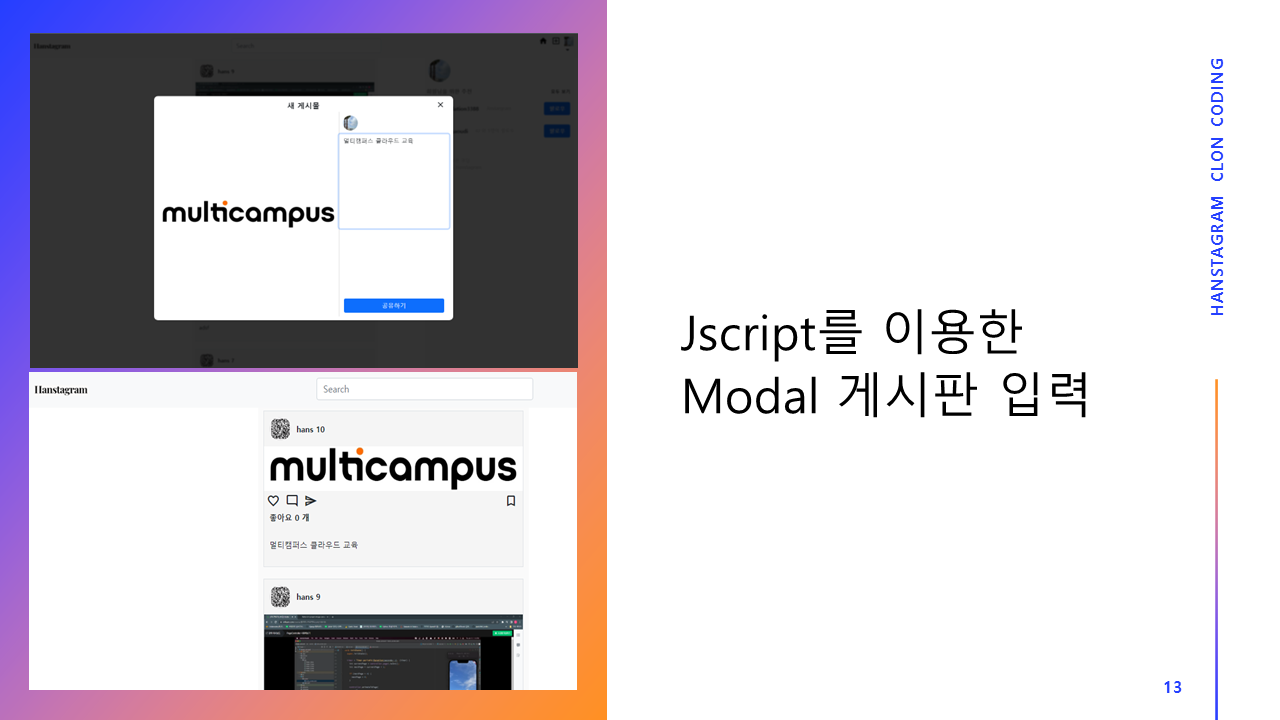 Hanstagram
Search
hans 9
새 게시물
멀티캠퍼스 클라우드 교육
multicampus
공유하기
Hanstagram
Search
hans 10
multicampus
좋아요 0 개
멀티캠퍼스 클라우드 교육
hans 9
Jscript를 이용한
Modal 게시판 입력
HANSTAGRAM CLON CODING
13